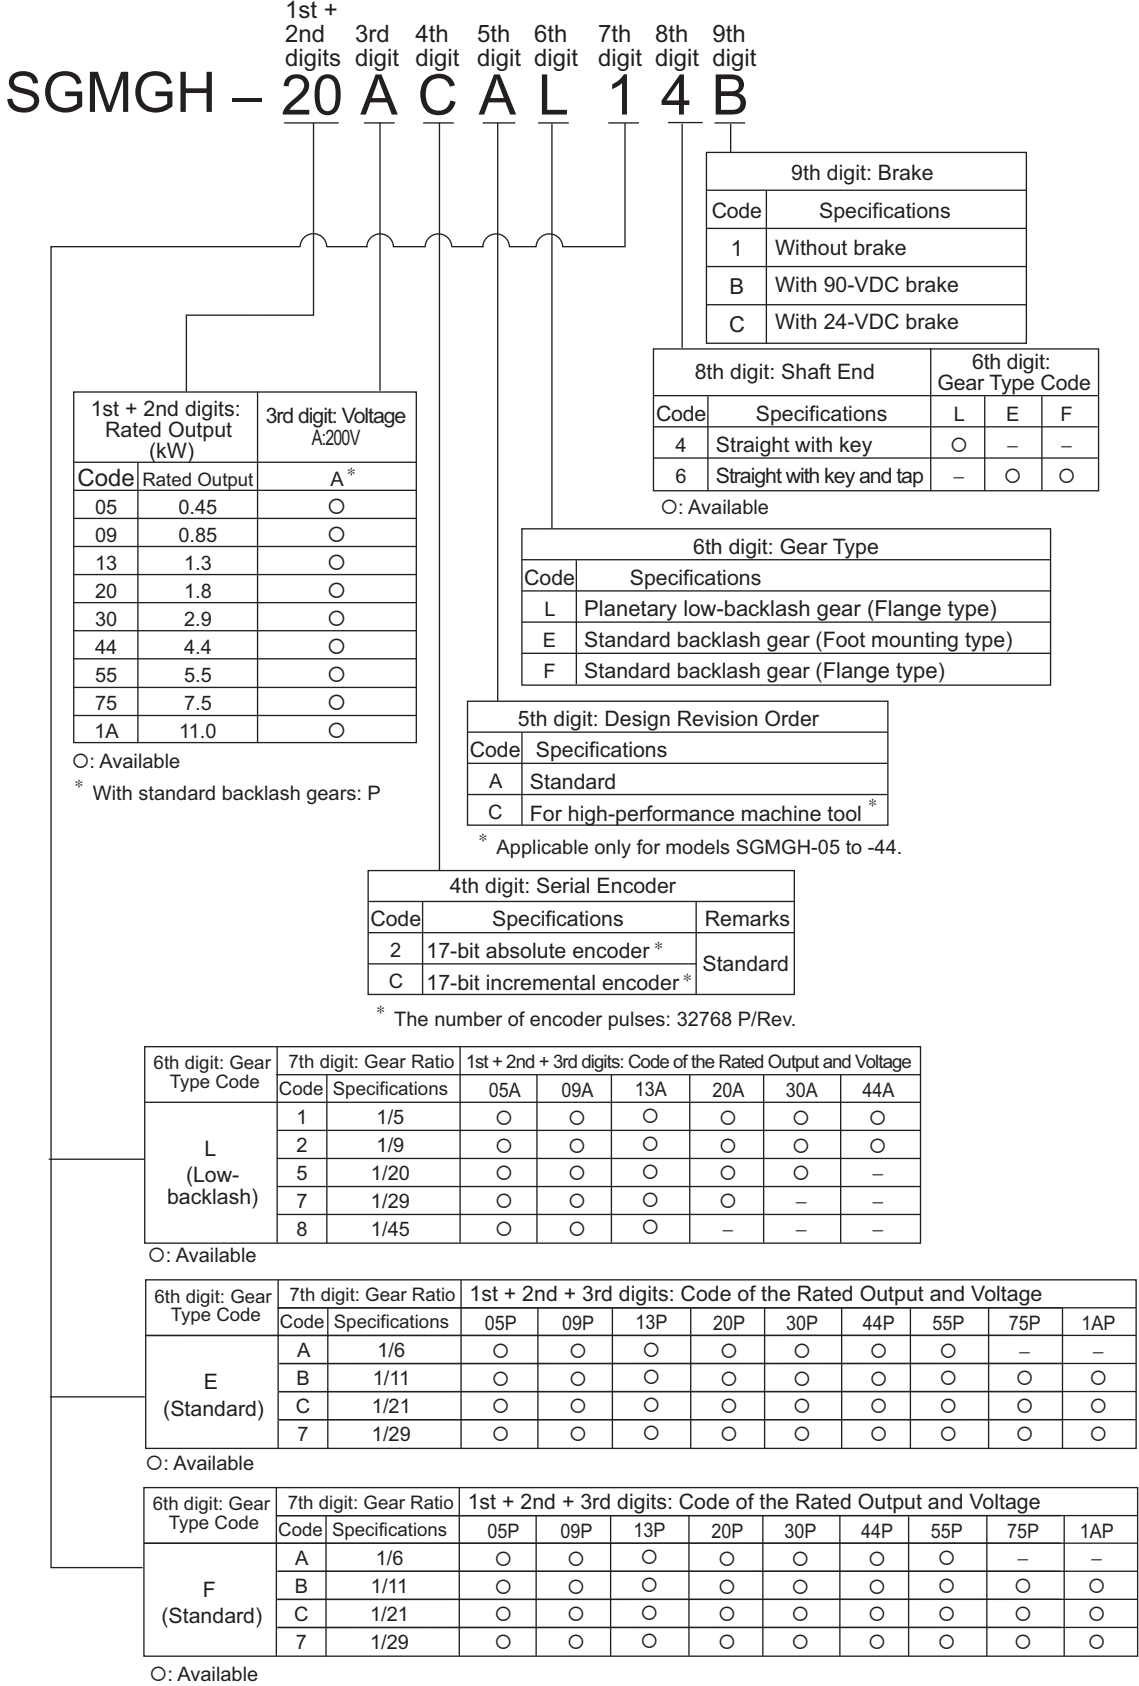 1st +
2nd 3rd 4th 5th 6th 7th 8th 9th
digits digit digit digit digit digit digit digit
SGMGH – 20 A C A L 1 4 B
9th digit: Brake
Code Specifications
1 Without brake
B With 90-VDC brake
C With 24-VDC brake
8th digit: Shaft End 6th digit: Gear Type Code
Code Specifications L E F
4 Straight with key ○ – –
6 Straight with key and tap – ○ ○
○: Available
1st + 2nd digits: 3rd digit: Voltage
Rated Output A:200V
(kW)
Code Rated Output A*
05 0.45 ○
09 0.85 ○
13 1.3 ○
20 1.8 ○
30 2.9 ○
44 4.4 ○
55 5.5 ○
75 7.5 ○
1A 11.0 ○
○: Available
* With standard backlash gears: P
6th digit: Gear Type
Code Specifications
L Planetary low-backlash gear (Flange type)
E Standard backlash gear (Foot mounting type)
F Standard backlash gear (Flange type)
5th digit: Design Revision Order
Code Specifications
A Standard
C For high-performance machine tool *
* Applicable only for models SGMGH-05 to -44.
4th digit: Serial Encoder
Code Specifications Remarks
2 17-bit absolute encoder * Standard
C 17-bit incremental encoder *
* The number of encoder pulses: 32768 P/Rev.
6th digit: Gear 7th digit: Gear Ratio 1st + 2nd + 3rd digits: Code of the Rated Output and Voltage
Type Code Code Specifications 05A 09A 13A 20A 30A 44A
1 1/5 ○ ○ ○ ○ ○ ○
L 2 1/9 ○ ○ ○ ○ ○ ○
(Low- 5 1/20 ○ ○ ○ ○ ○ –
backlash) 7 1/29 ○ ○ ○ ○ – –
8 1/45 ○ ○ ○ – – –
○: Available
6th digit: Gear 7th digit: Gear Ratio 1st + 2nd + 3rd digits: Code of the Rated Output and Voltage
Type Code Code Specifications 05P 09P 13P 20P 30P 44P 55P 75P 1AP
A 1/6 ○ ○ ○ ○ ○ ○ ○ – –
E B 1/11 ○ ○ ○ ○ ○ ○ ○ ○ ○
(Standard) C 1/21 ○ ○ ○ ○ ○ ○ ○ ○ ○
7 1/29 ○ ○ ○ ○ ○ ○ ○ ○ ○
○: Available
6th digit: Gear 7th digit: Gear Ratio 1st + 2nd + 3rd digits: Code of the Rated Output and Voltage
Type Code Code Specifications 05P 09P 13P 20P 30P 44P 55P 75P 1AP
A 1/6 ○ ○ ○ ○ ○ ○ ○ – –
F B 1/11 ○ ○ ○ ○ ○ ○ ○ ○ ○
(Standard) C 1/21 ○ ○ ○ ○ ○ ○ ○ ○ ○
7 1/29 ○ ○ ○ ○ ○ ○ ○ ○ ○
○: Available